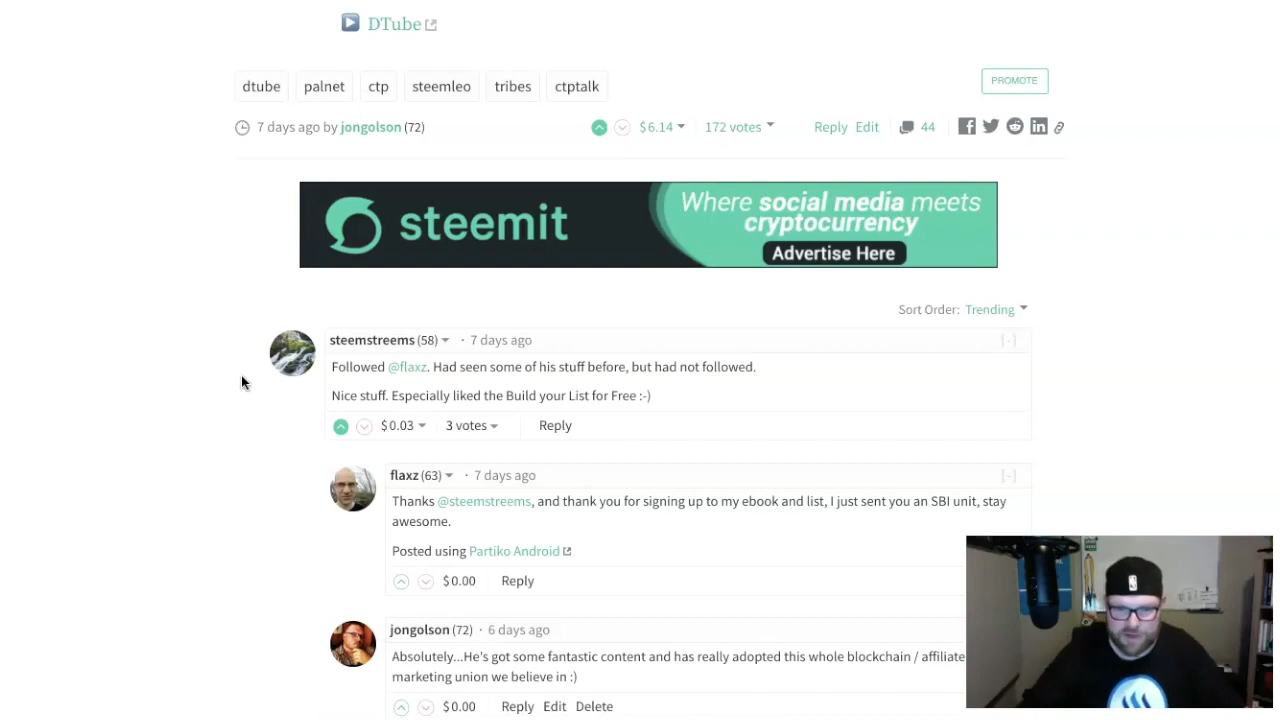 DTube
dtube palnet ctp steemleo tribes ctptalk
PROMOTE
7 days ago by jongolson (72) $6.14 172 votes Reply Edit 44
steemit
Where social media meets
cryptocurrency
Advertise Here
Sort Order: Trending
steemstreems (58) · 7 days ago [-]
Followed @flaxz. Had seen some of his stuff before, but had not followed.
Nice stuff. Especially liked the Build your List for Free :-)
$0.03 3 votes Reply
flaxz (63) · 7 days ago [-]
Thanks @steemstreems, and thank you for signing up to my ebook and list, I just sent you an SBI unit, stay
awesome.
Posted using Partiko Android
$0.00 Reply
jongolson (72) · 6 days ago
Absolutely...He's got some fantastic content and has really adopted this whole blockchain / affiliate
marketing union we believe in :)
$0.00 Reply Edit Delete